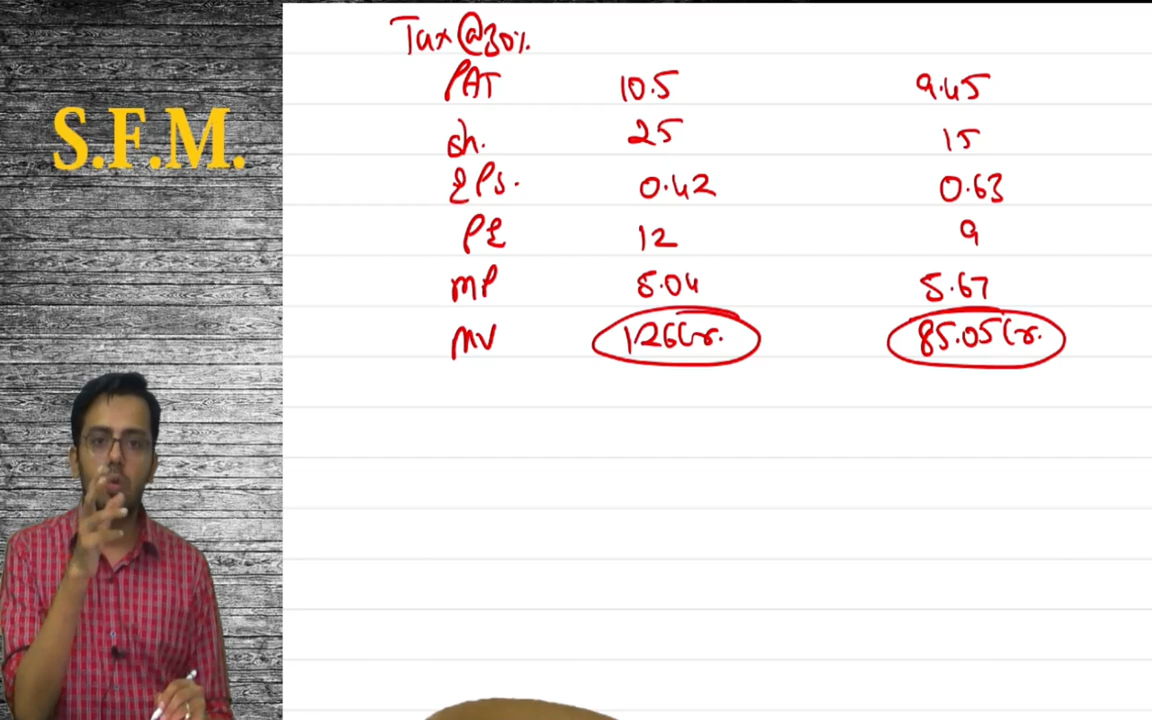 S.F.M.
Tax@30%
PAT 10.5 9.45
sh. 25 15
EPS. 0.42 0.63
PE 12 9
MP 5.04 5.67
MV 126Cr. 85.05Cr.